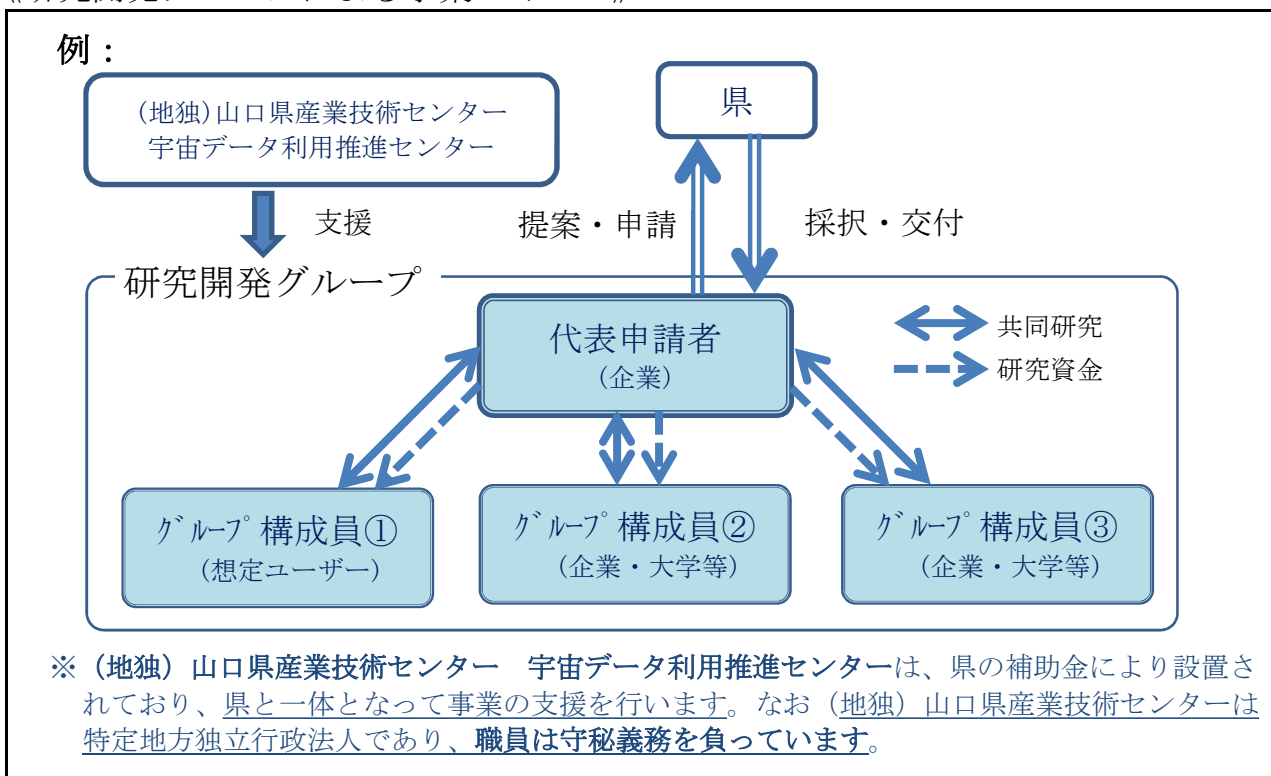 例：
(地独)山口県産業技術センター
宇宙データ利用推進センター
県
支援
提案・申請
採択・交付
研究開発グループ
代表申請者
(企業)
共同研究
研究資金
ｸﾞﾙｰﾌﾟ構成員①
(想定ユーザー)
ｸﾞﾙｰﾌﾟ構成員②
(企業・大学等)
ｸﾞﾙｰﾌﾟ構成員③
(企業・大学等)
※（地独）山口県産業技術センター　宇宙データ利用推進センターは、県の補助金により設置さ
れており、県と一体となって事業の支援を行います。なお（地独）山口県産業技術センターは
特定地方独立行政法人であり、職員は守秘義務を負っています。